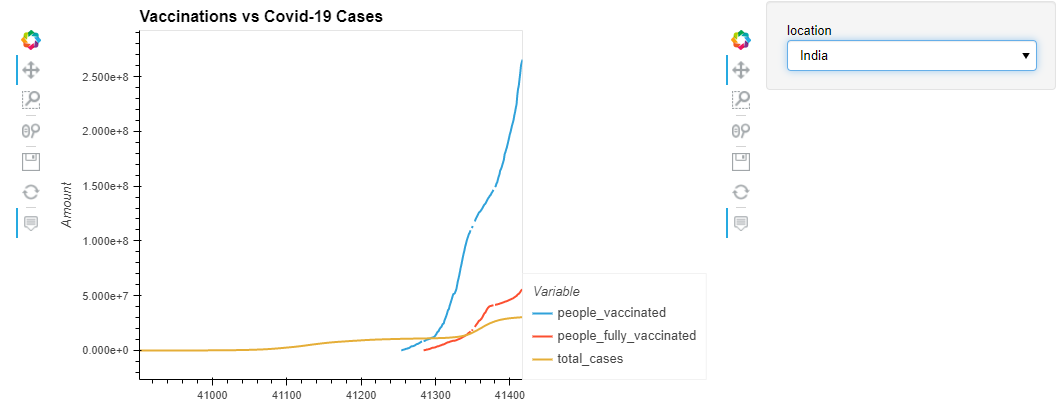 Vaccinations vs Covid-19 Cases
location
India
2.500e+8
2.000e+8
1.500e+8
1.000e+8
5.000e+7
0.000e+0
Amount
Variable
people_vaccinated
people_fully_vaccinated
total_cases
41000
41100
41200
41300
41400